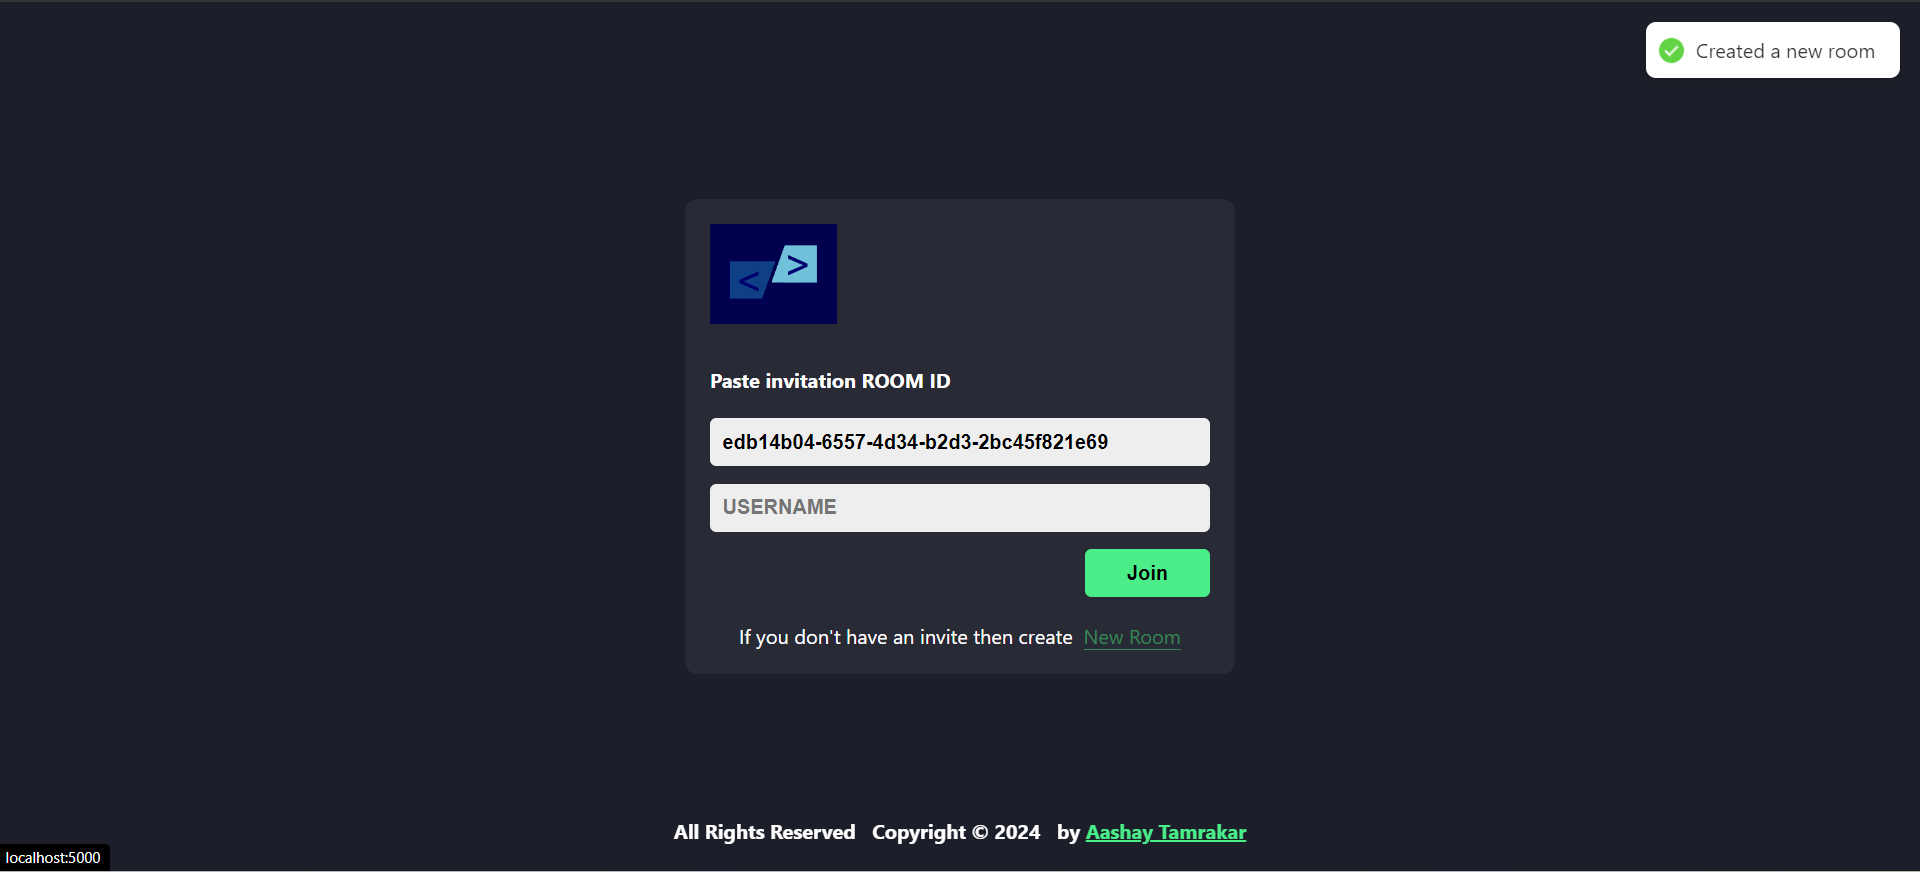 Created a new room
< >
Paste invitation ROOM ID
edb14b04-6557-4d34-b2d3-2bc45f821e69
USERNAME
Join
If you don't have an invite then create New Room
All Rights Reserved Copyright © 2024 by Aashay Tamrakar
localhost:5000